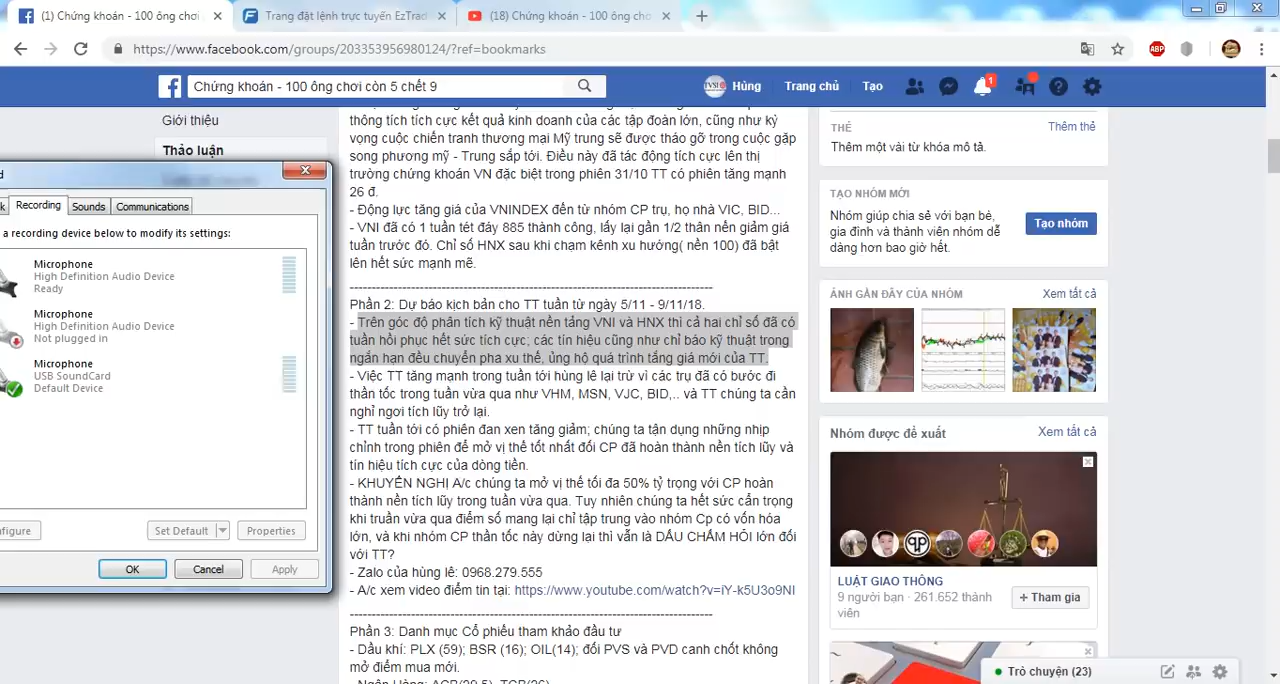 (1) Chứng khoán - 100 ông chơi
Trang đặt lệnh trực tuyến EzTrad
(18) Chứng khoán - 100 ông cho
https://www.facebook.com/groups/203353956980124/?ref=bookmarks
ABP
Chứng khoán - 100 ông chơi còn 5,chết 9
Hùng
Trang chủ
Tạo
1
Giới thiệu
Thảo luận
Recording
Sounds
Communications
a recording device below to modify its settings:
Microphone
High Definition Audio Device
Ready
Microphone
High Definition Audio Device
Not plugged in
Microphone
USB SoundCard
Default Device
figure
Set Default
Properties
OK
Cancel
Apply
thông tích tích cực kết quả kinh doanh của các tập đoàn lớn, cũng như kỳ
vọng cuộc chiến tranh thương mại Mỹ trung sẽ được tháo gỡ trong cuộc gặp
song phương mỹ - Trung sắp tới. Điều này đã tác động tích cực lên thị
trường chứng khoán VN đặc biệt trong phiên 31/10 TT có phiên tăng mạnh
26 đ.
- Động lực tăng giá của VNINDEX đến từ nhóm CP trụ, họ nhà VIC, BID...
VNI đã có 1 tuần tét đáy 885 thành công, lấy lại gần 1/2 thân nến giảm giá
tuần trước đó. Chỉ số HNX sau khi chạm kênh xu hướng( nền 100) đã bật
lên hết sức mạnh mẽ.
Phần 2: Dự báo kịch bản cho TT tuần từ ngày 5/11 - 9/11/18.
- Trên góc độ phân tích kỹ thuật nền tảng VNI và HNX thì cả hai chỉ số đã có
tuần hồi phục hết sức tích cực, các tín hiệu cũng như chỉ báo kỹ thuật trong
ngắn hạn đều chuyển pha xu thế, ủng hộ quá trình tăng giá mới của TT.
- Việc TT tăng mạnh trong tuần tới hùng lê lại trừ vì các trụ đã có bước đi
thần tốc trong tuần vừa qua như VHM, MSN, VJC, BID,.. và TT chúng ta cần
nghỉ ngơi tích lũy trở lại.
- TT tuần tới có phiên đan xen tăng giảm; chúng ta tận dụng những nhịp
chỉnh trong phiên để mở vị thế tốt nhất đối CP đã hoàn thành nền tích lũy và
tín hiệu tích cực của dòng tiền.
- KHUYẾN NGHỊ A/c chúng ta mở vị thế tối đa 50% tỷ trọng với CP hoàn
thành nền tích lũy trong tuần vừa qua. Tuy nhiên chúng ta hết sức cẩn trọng
khi truần vừa qua điểm số mang lại chỉ tập trung vào nhóm Cp có vốn hóa
lớn, và khi nhóm CP thần tốc này dừng lại thì vẫn là DẤU CHẤM HỎI lớn đối
với TT?
- Zalo của hùng lê: 0968.279.555
- A/c xem video điểm tin tại: https://www.youtube.com/watch?v=iY-k5U3o9NI
Phần 3: Danh mục Cổ phiếu tham khảo đầu tư
- Dầu khí: PLX (59); BSR (16); OIL(14); đối PVS và PVD canh chốt không
mở điểm mua mới.
THẺ
Thêm thẻ
Thêm một vài từ khóa mô tả.
TẠO NHÓM MỚI
Nhóm giúp chia sẻ với bạn bè,
gia đình và thành viên nhóm dễ
dàng hơn bao giờ hết.
Tạo nhóm
ẢNH GẦN ĐÂY CỦA NHÓM
Xem tất cả
Nhóm được đề xuất
Xem tất cả
LUẬT GIAO THÔNG
9 người bạn · 261.652 thành
viên
+ Tham gia
Trò chuyện (23)